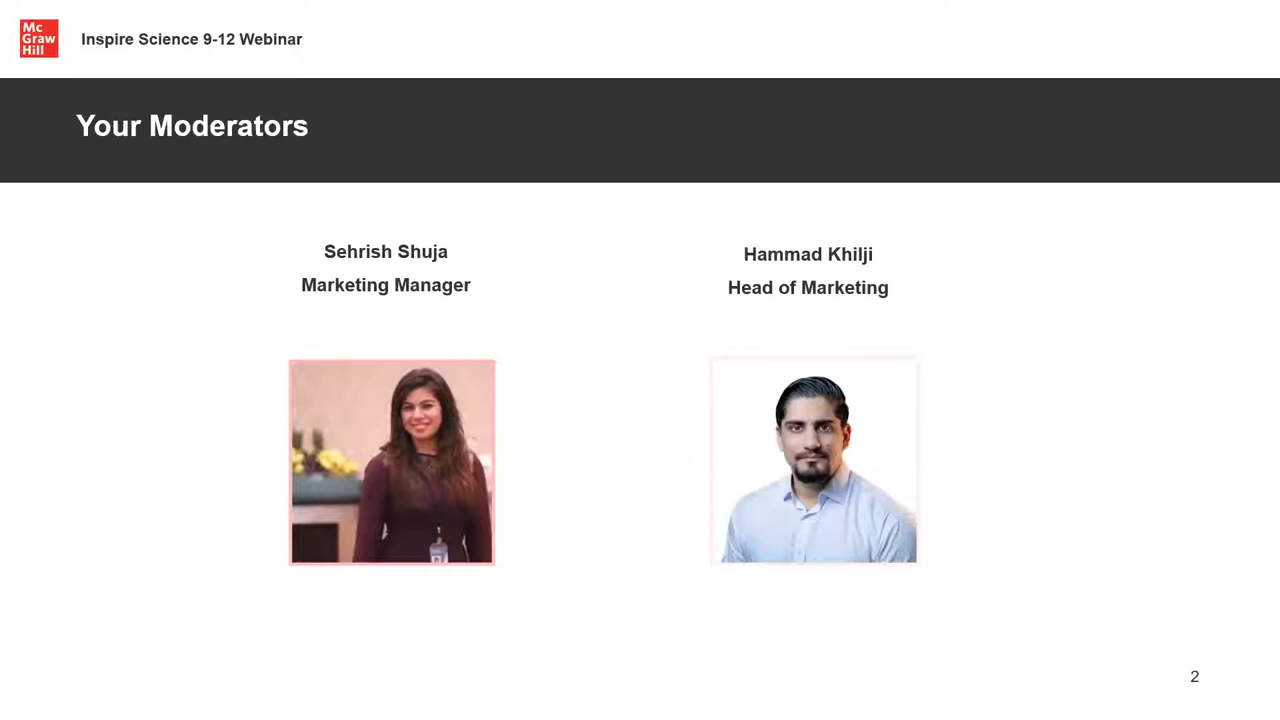 Mc
Graw
Hill
Inspire Science 9-12 Webinar
Your Moderators
Sehrish Shuja
Marketing Manager
Hammad Khilji
Head of Marketing
2